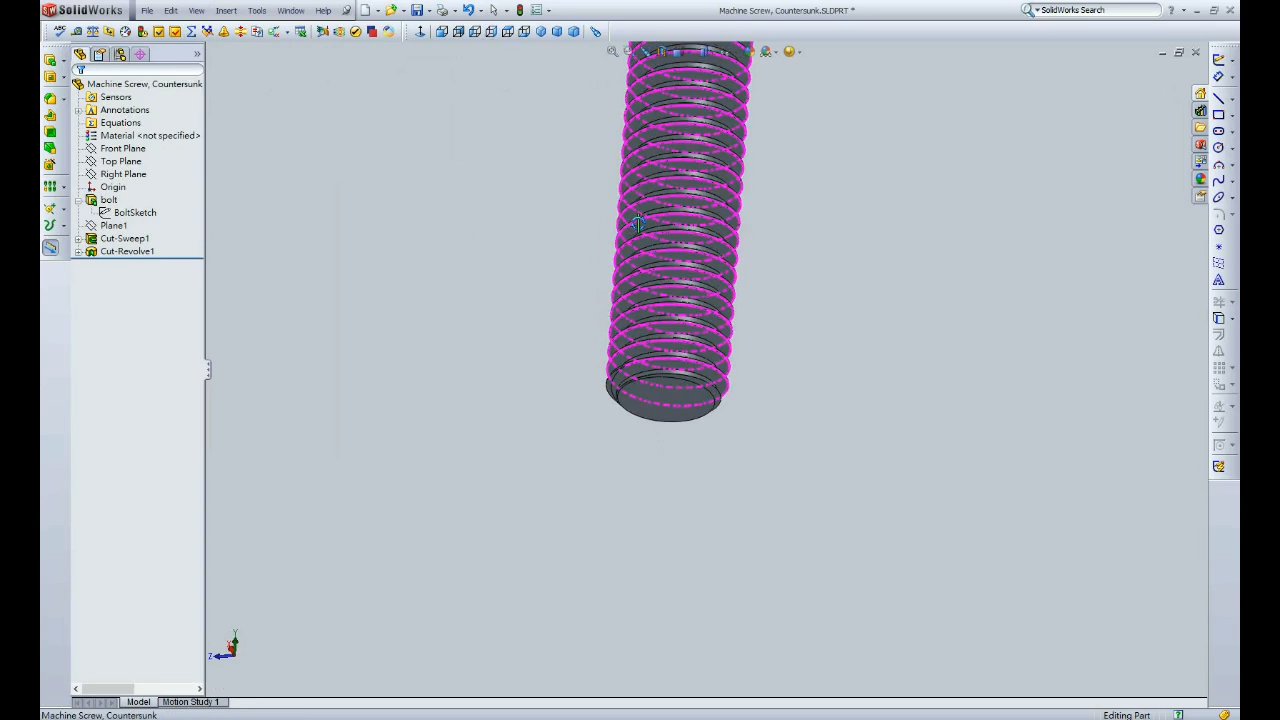 SolidWorks
File
Edit
View
Insert
Tools
Window
Help
Machine Screw, Countersunk.SLDPRT *
SolidWorks Search
?
ABC
»
Machine Screw, Countersunk
Sensors
Annotations
Equations
Material <not specified>
Front Plane
Top Plane
Right Plane
Origin
bolt
BoltSketch
Plane1
Cut-Sweep1
Cut-Revolve1
Y
X
Z
Model
Motion Study 1
Machine Screw, Countersunk
Editing Part
?